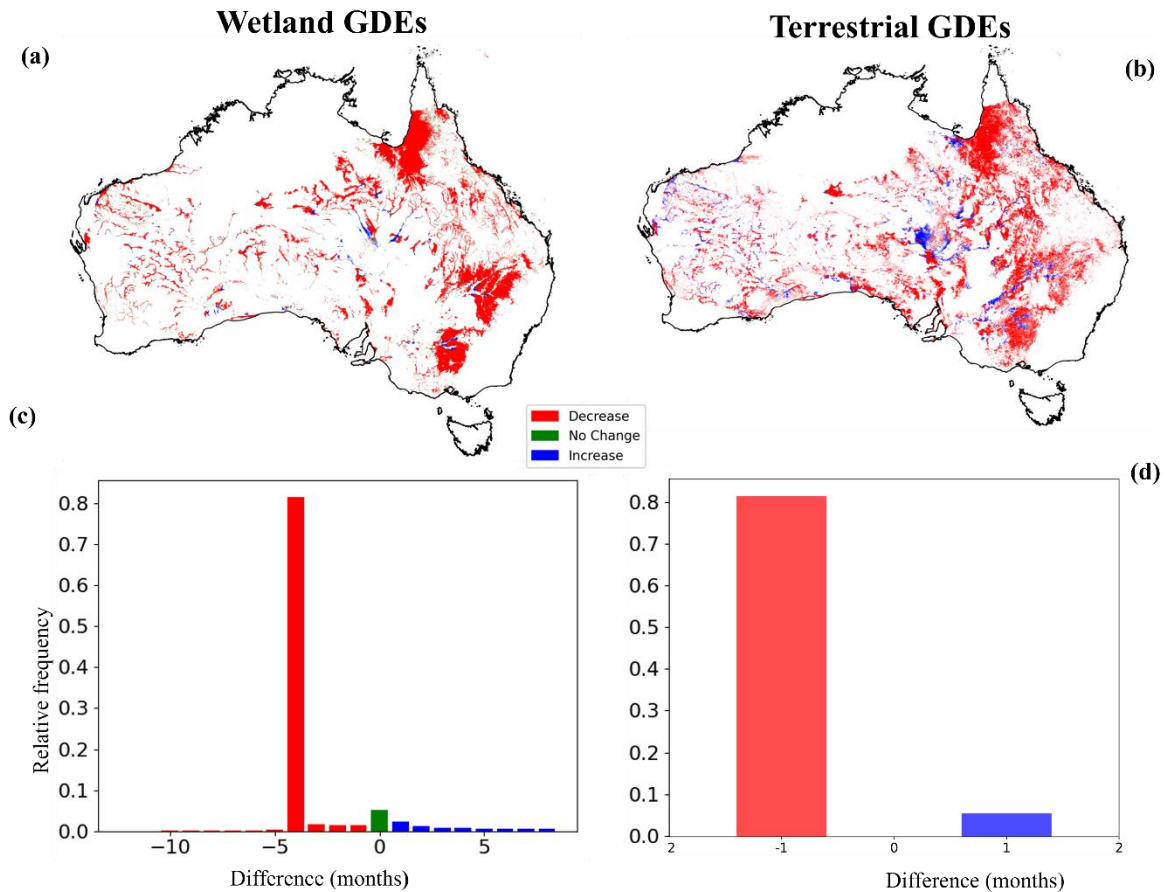 Wetland GDEs
Terrestrial GDEs
(a)
(b)
(c)
Decrease
No Change
Increase
(d)
0.8
0.7
0.6
0.5
0.4
0.3
0.2
0.1
0.0
Relative frequency
−10
−5
0
5
Difference (months)
0.8
0.7
0.6
0.5
0.4
0.3
0.2
0.1
0.0
2
-1
0
1
2
Difference (months)